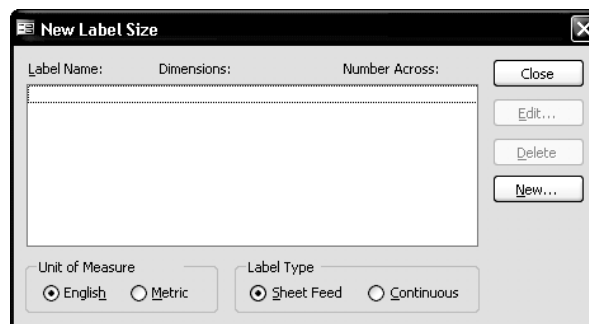 New Label Size
Label Name: Dimensions: Number Across:
Close
Edit...
Delete
New...
Unit of Measure Label Type
English Metric Sheet Feed Continuous